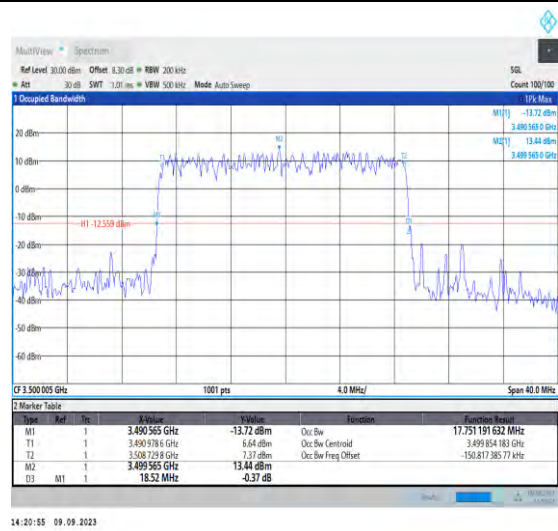 MultiView Spectrum
Ref Level 30.00 dBm Offset 8.30 dB RBW 200 kHz SGL
Att 30 dB SWT 1.01 ms VBW 500 kHz Mode Auto Sweep Count 100/100
1 Occupied Bandwidth 1Pk Max
M1[1] -13.72 dBm
3.490 565 0 GHz
M2[1] 13.44 dBm
3.499 565 0 GHz
20 dBm
M2
10 dBm
T1
T2
0 dBm
-10 dBm
H1 -12.559 dBm
M1
D3
-20 dBm
-30 dBm
-40 dBm
-50 dBm
-60 dBm
CF 3.500 005 GHz 1001 pts 4.0 MHz/ Span 40.0 MHz
2 Marker Table
Type Ref Trc X-Value Y-Value Function Function Result
M1 1 3.490 565 GHz -13.72 dBm Occ Bw 17.751 191 632 MHz
T1 1 3.490 978 6 GHz 6.64 dBm Occ Bw Centroid 3.499 854 183 GHz
T2 1 3.508 729 8 GHz 7.37 dBm Occ Bw Freq Offset -150.817 385 77 kHz
M2 1 3.499 565 GHz 13.44 dBm
D3 M1 1 18.52 MHz -0.37 dB
14:20:55 09.09.2023